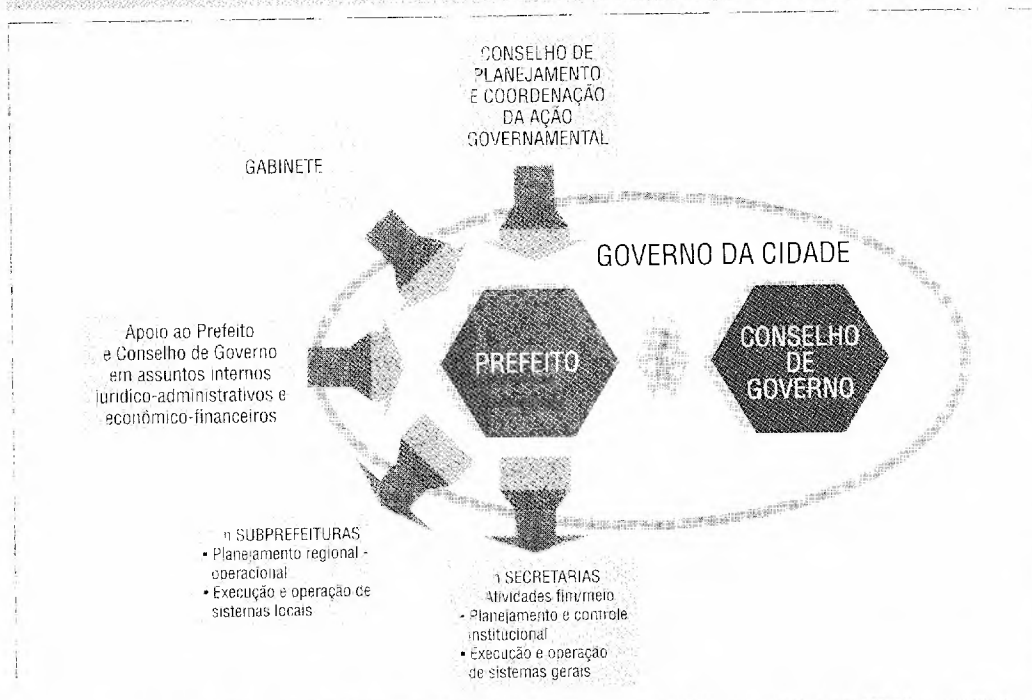 CONSELHO DE
PLANEJAMENTO
E COORDENAÇÃO
DA AÇÃO
GOVERNAMENTAL
GABINETE
GOVERNO DA CIDADE
Apoio ao Prefeito
e Conselho de Governo
em assuntos internos
jurídico-administrativos e
econômico-financeiros
PREFEITO
CONSELHO
DE
GOVERNO
n SUBPREFEITURAS
• Planejamento regional -
operacional
• Execução e operação de
sistemas locais
n SECRETARIAS
Atividades fim/meio
• Planejamento e controle
institucional
• Execução e operação
de sistemas gerais